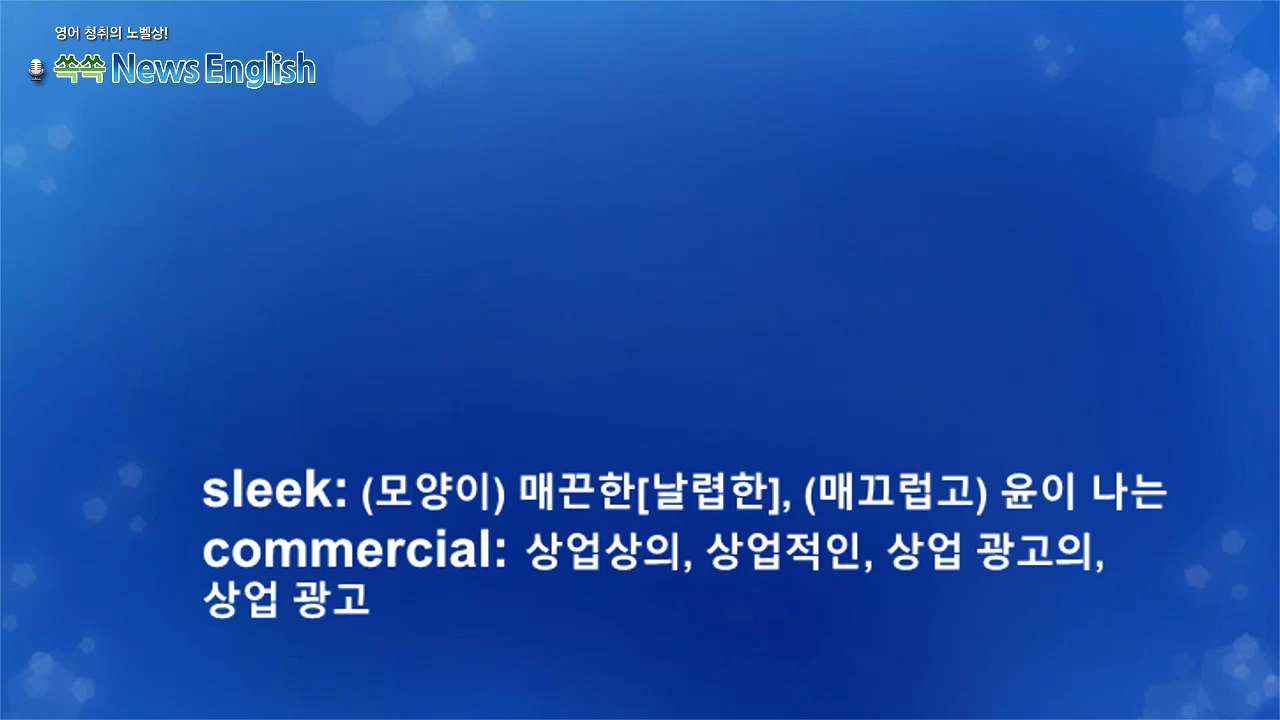 영어 청취의 노벨상!
쏙쏙 News English
sleek: (모양이) 매끈한[날렵한], (매끄럽고) 윤이 나는
commercial: 상업상의, 상업적인, 상업 광고의,
상업 광고